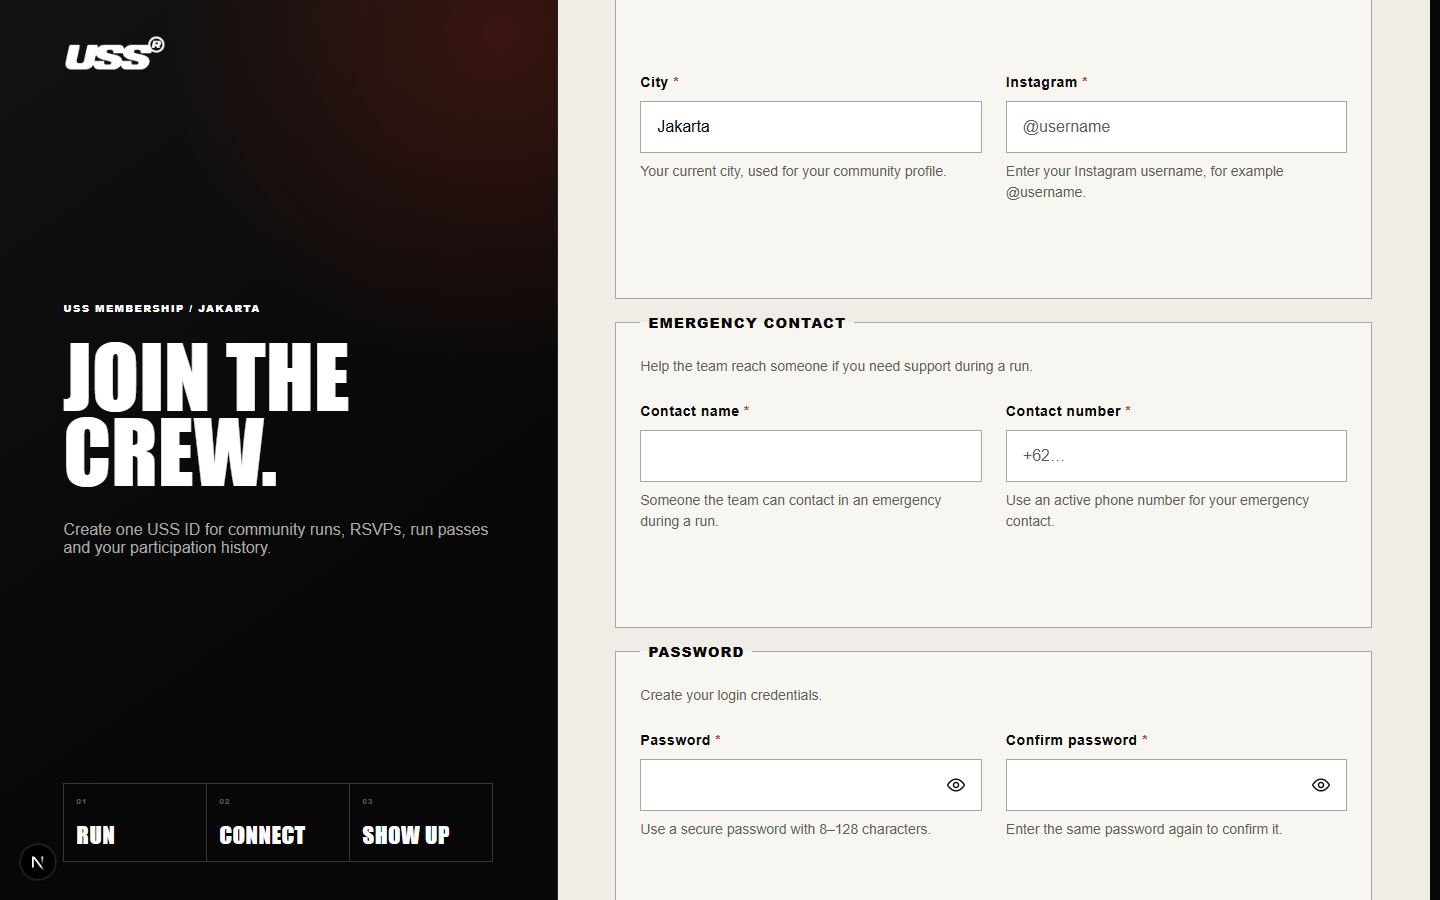 USS®
USS MEMBERSHIP / JAKARTA
JOIN THE
CREW.
Create one USS ID for community runs, RSVPs, run passes
and your participation history.
01
RUN
02
CONNECT
03
SHOW UP
N
City *
Jakarta
Your current city, used for your community profile.
Instagram *
@username
Enter your Instagram username, for example
@username.
EMERGENCY CONTACT
Help the team reach someone if you need support during a run.
Contact name *
Someone the team can contact in an emergency
during a run.
Contact number *
+62...
Use an active phone number for your emergency
contact.
PASSWORD
Create your login credentials.
Password *
Use a secure password with 8–128 characters.
Confirm password *
Enter the same password again to confirm it.